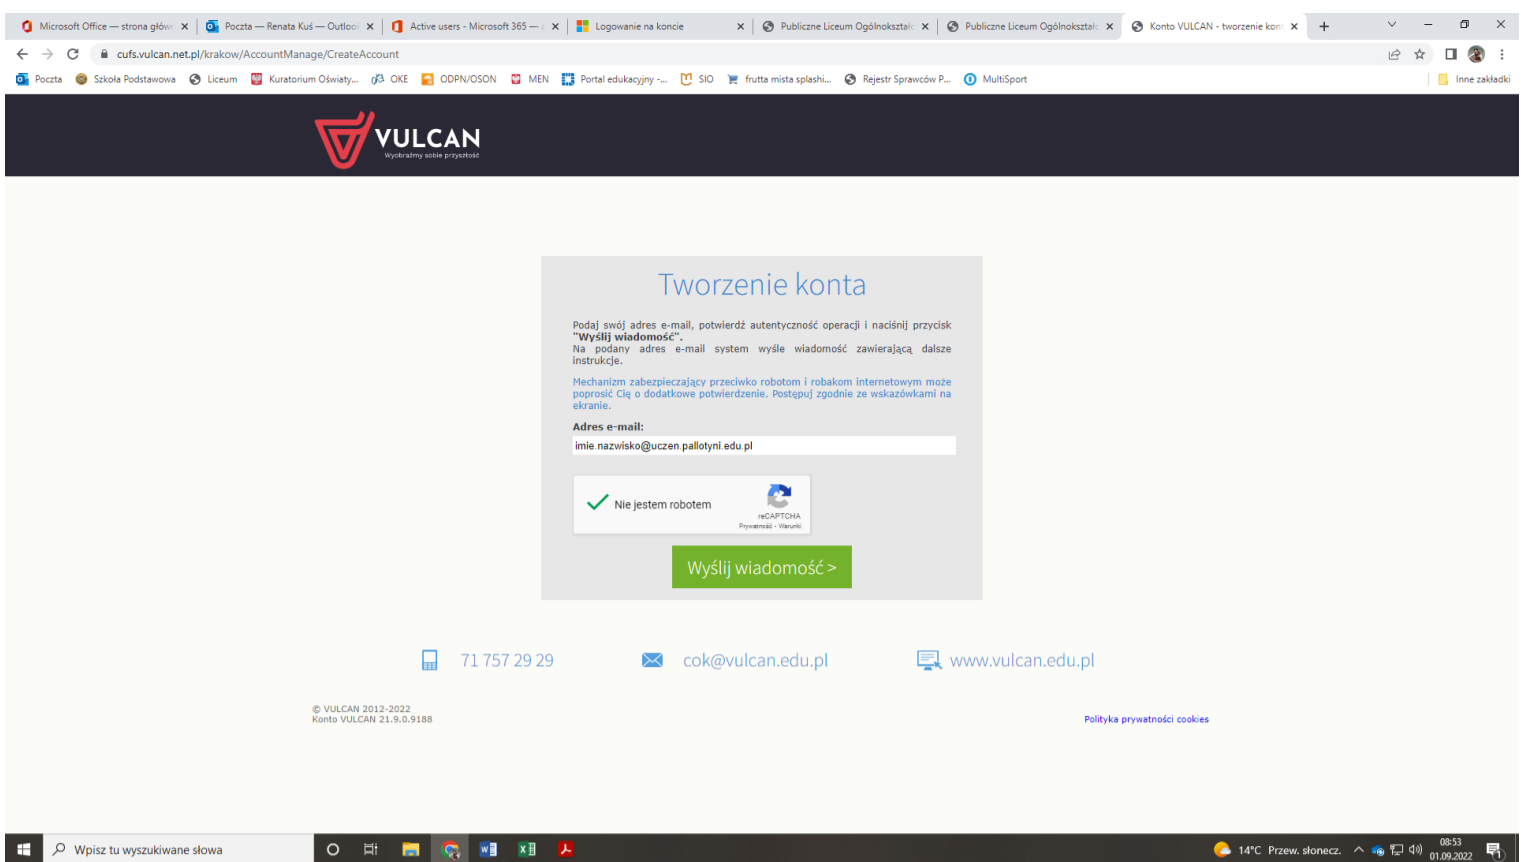 Microsoft Office — strona główn
Poczta — Renata Kuś — Outlool
Active users - Microsoft 365 —
Logowanie na koncie
Publiczne Liceum Ogólnokształc
Publiczne Liceum Ogólnokształc
Konto VULCAN - tworzenie kont
cufs.vulcan.net.pl/krakow/AccountManage/CreateAccount
Poczta
Szkoła Podstawowa
Liceum
Kuratorium Oświaty...
OKE
ODPN/OSON
MEN
Portal edukacyjny -...
SIO
frutta mista splashi...
Rejestr Sprawców P...
MultiSport
Inne zakładki
VULCAN
Wyobraźmy sobie przyszłość
Tworzenie konta
Podaj swój adres e-mail, potwierdź autentyczność operacji i naciśnij przycisk
"Wyślij wiadomość".
Na podany adres e-mail system wyśle wiadomość zawierającą dalsze
instrukcje.
Mechanizm zabezpieczający przeciwko robotom i robakom internetowym może
poprosić Cię o dodatkowe potwierdzenie. Postępuj zgodnie ze wskazówkami na
ekranie.
Adres e-mail:
imie.nazwisko@uczen.pallotyni.edu.pl
Nie jestem robotem
reCAPTCHA
Prywatność - Warunki
Wyślij wiadomość >
71 757 29 29
cok@vulcan.edu.pl
www.vulcan.edu.pl
© VULCAN 2012-2022
Konto VULCAN 21.9.0.9188
Polityka prywatności cookies
Wpisz tu wyszukiwane słowa
14°C Przew. słonecz.
08:53
01.09.2022